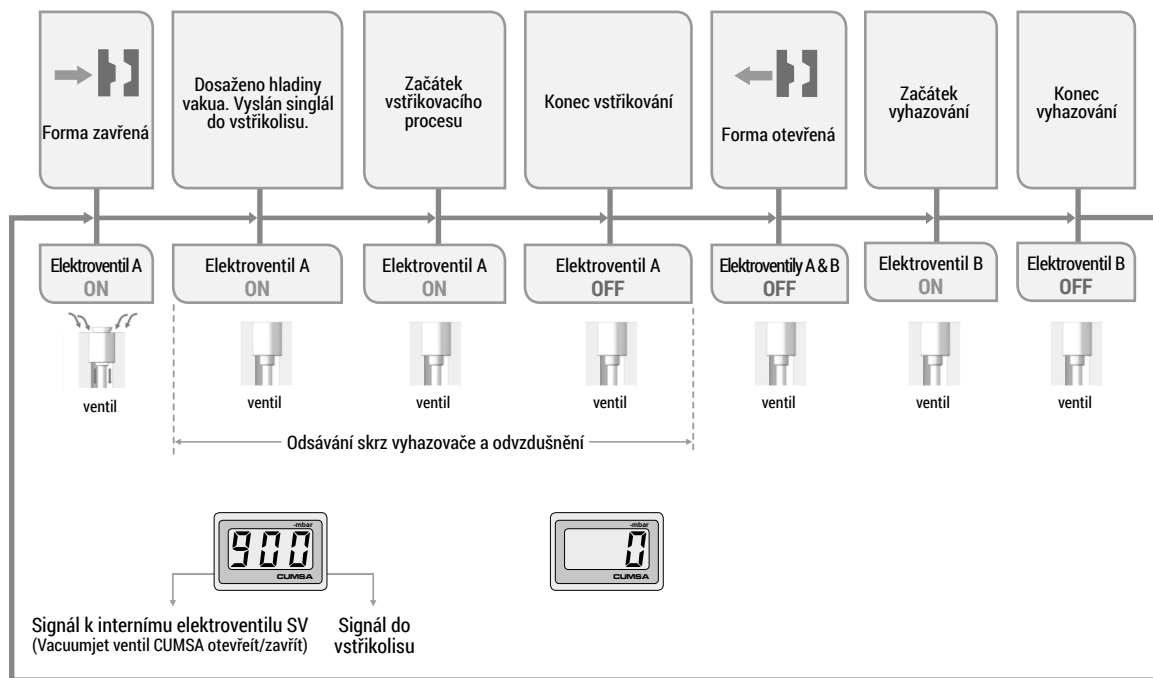 Forma zavřená
Dosaženo hladiny
vakua. Vyslán singlál
do vstřikolisu.
Začátek
vstřikovacího
procesu
Konec vstřikování
Forma otevřená
Začátek
vyhazování
Konec
vyhazování
Elektroventil A
ON
Elektroventil A
ON
Elektroventil A
ON
Elektroventil A
OFF
Elektroventily A & B
OFF
Elektroventil B
ON
Elektroventil B
OFF
ventil
ventil
ventil
ventil
ventil
ventil
ventil
Odsávání skrz vyhazovače a odvzdušnění
-mbar
900
CUMSA
-mbar
0
CUMSA
Signál k internímu elektroventilu SV
(Vacuumjet ventil CUMSA otevřeít/zavřít)
Signál do
vstřikolisu